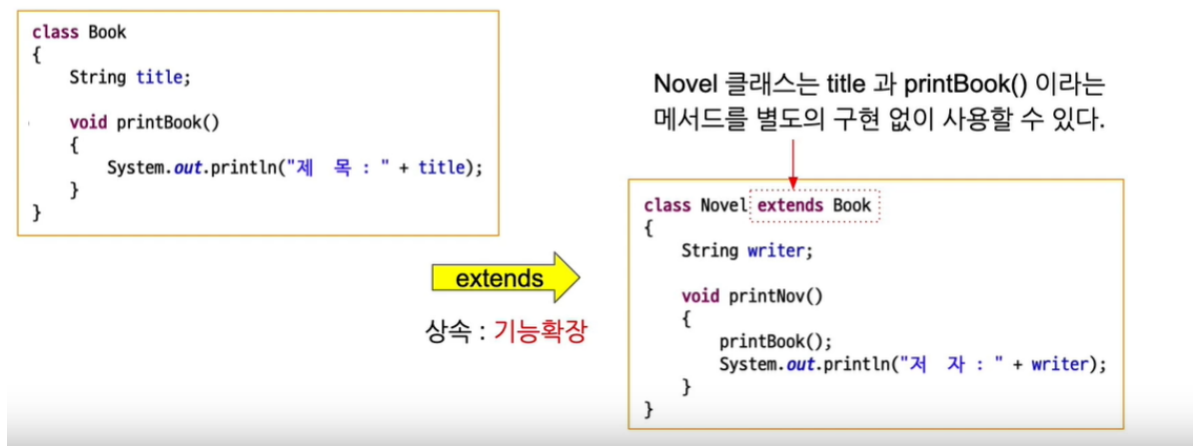 class Book
{
    String title;
    void printBook()
    {
        System.out.println("제  목 : " + title);
    }
}
Novel 클래스는 title 과 printBook() 이라는
메서드를 별도의 구현 없이 사용할 수 있다.
extends
상속 : 기능확장
class Novel extends Book
{
    String writer;
    void printNov()
    {
        printBook();
        System.out.println("저  자 : " + writer);
    }
}